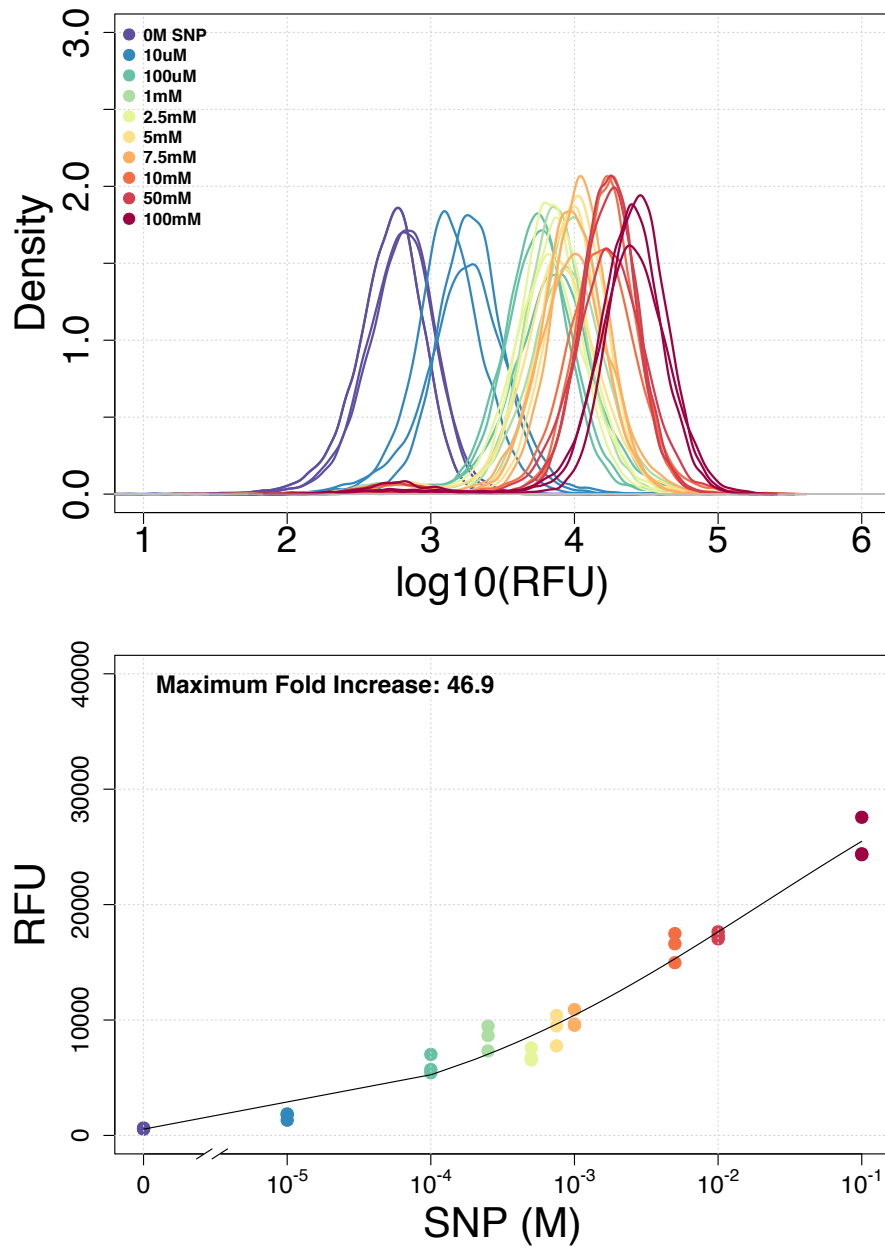 3.0
2.0
1.0
0.0
Density
0M SNP
10uM
100uM
1mM
2.5mM
5mM
7.5mM
10mM
50mM
100mM
1 2 3 4 5 6
log10(RFU)
Maximum Fold Increase: 46.9
40000
30000
20000
10000
0
RFU
0 10⁻⁵ 10⁻⁴ 10⁻³ 10⁻² 10⁻¹
SNP (M)